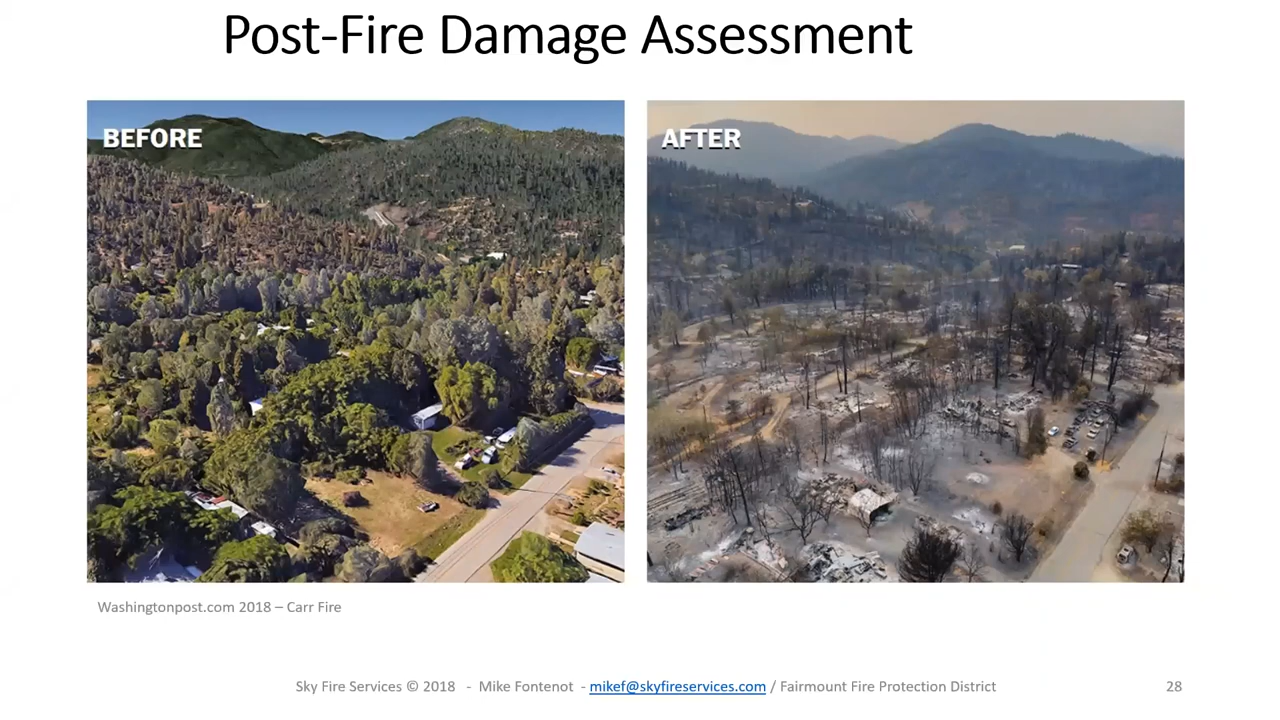 Post-Fire Damage Assessment
BEFORE
AFTER
Washingtonpost.com 2018 – Carr Fire
Sky Fire Services © 2018 - Mike Fontenot - mikef@skyfireservices.com / Fairmount Fire Protection District
28